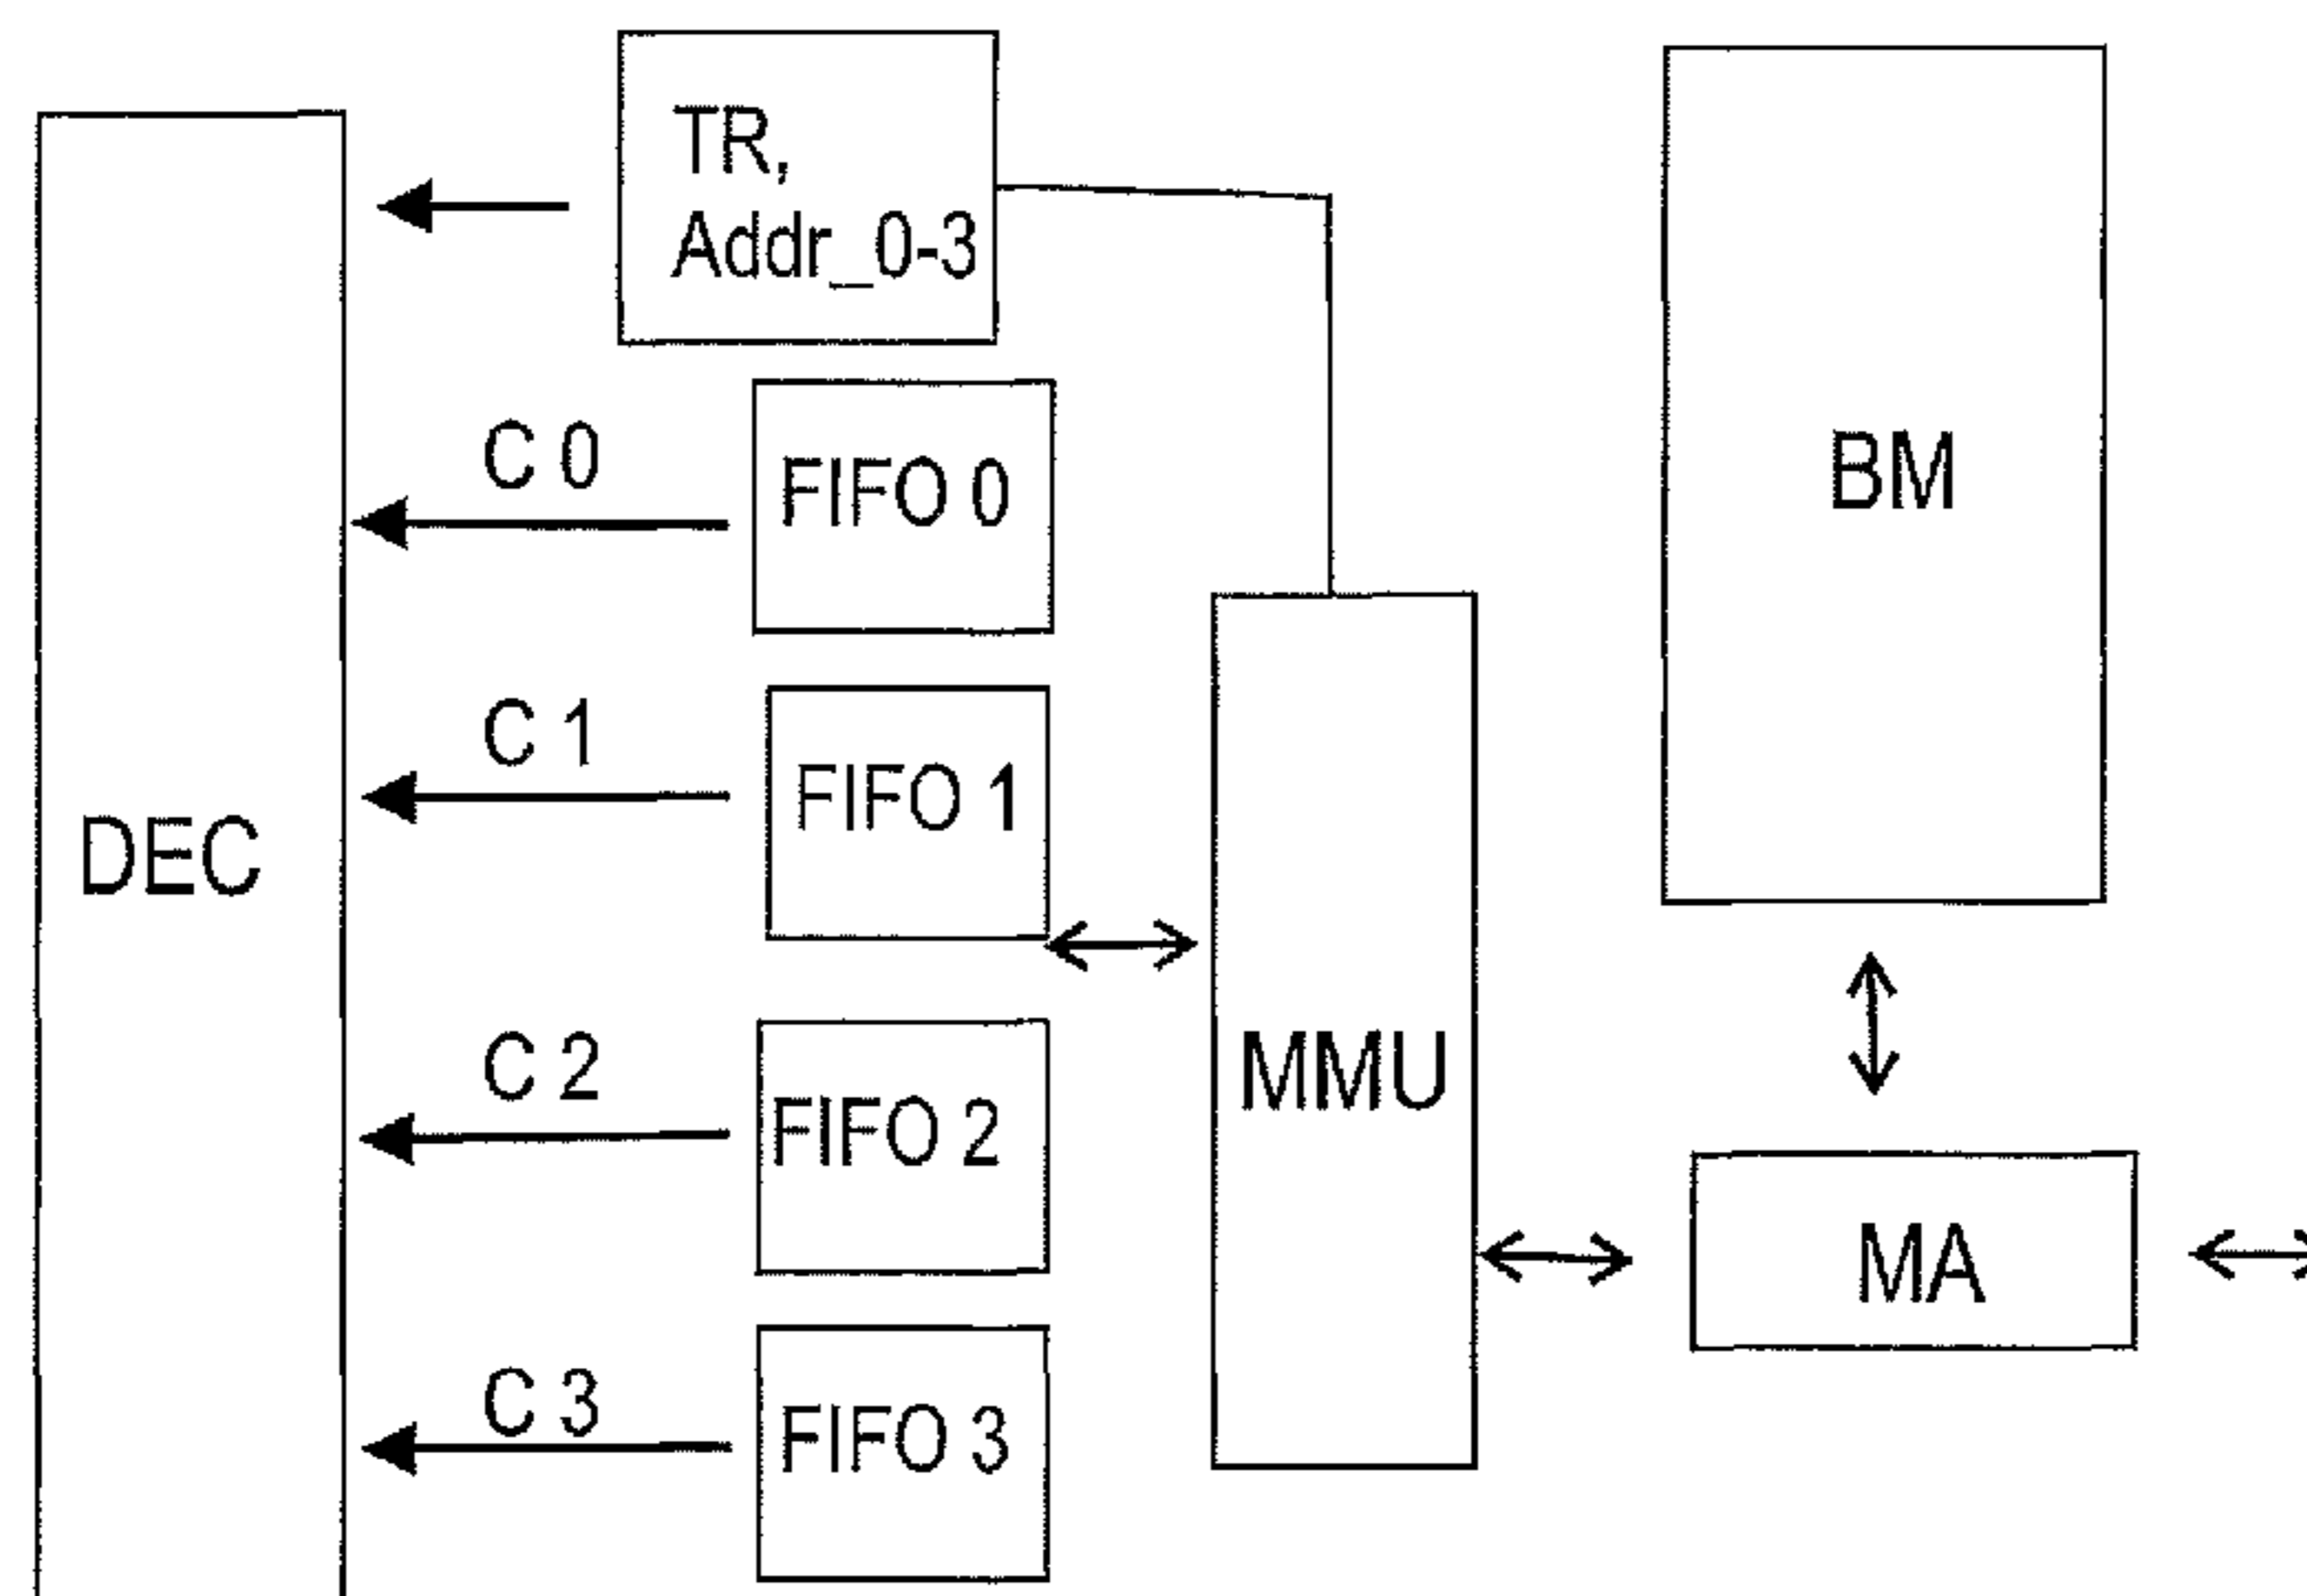 TR,
Addr_0-3
BM
C 0
FIFO 0
C 1
FIFO 1
DEC
C 2
FIFO 2
MMU
MA
C 3
FIFO 3